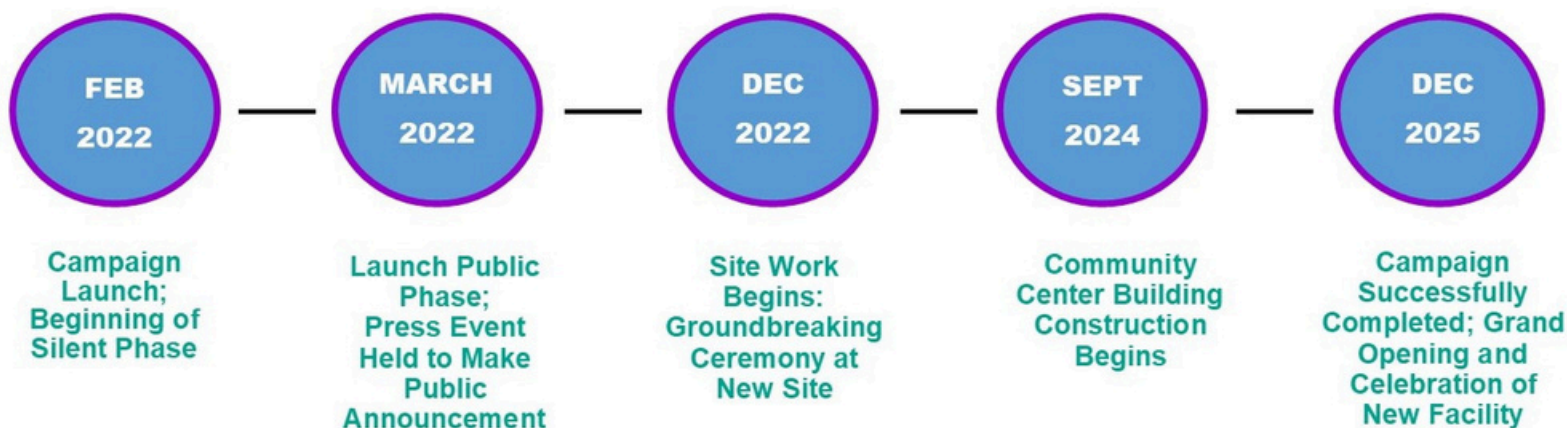 FEB
2022
MARCH
2022
DEC
2022
SEPT
2024
DEC
2025
Campaign
Launch;
Beginning of
Silent Phase
Launch Public
Phase;
Press Event
Held to Make
Public
Announcement
Site Work
Begins:
Groundbreaking
Ceremony at
New Site
Community
Center Building
Construction
Begins
Campaign
Successfully
Completed; Grand
Opening and
Celebration of
New Facility